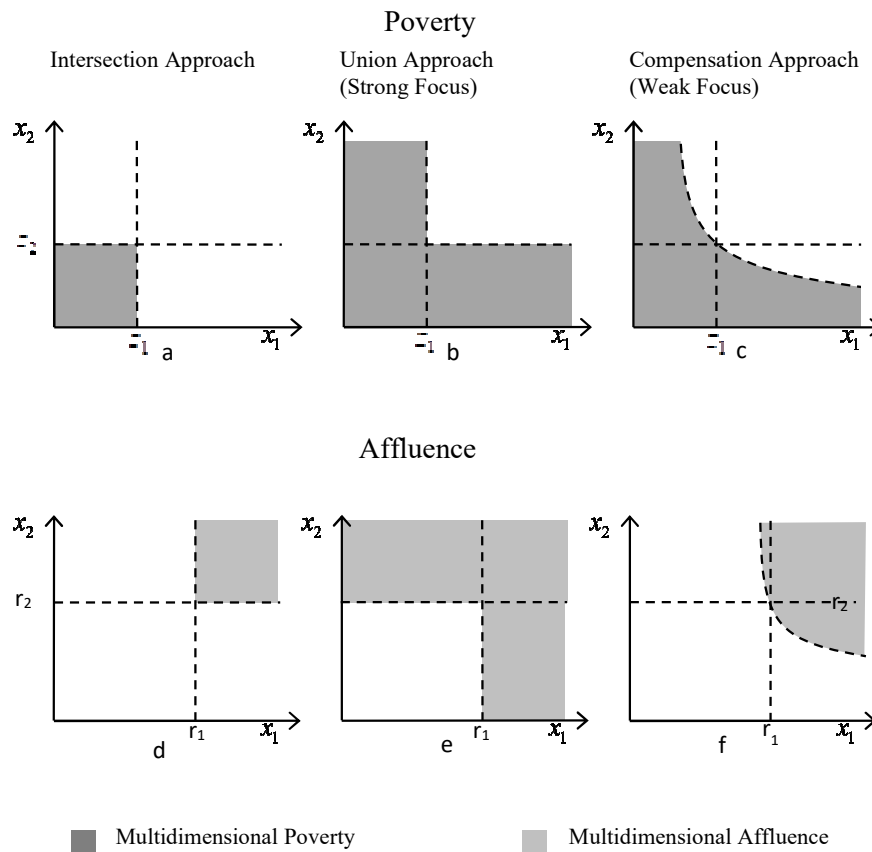 Poverty
Intersection Approach
Union Approach
(Strong Focus)
Compensation Approach
(Weak Focus)
x2
x2
x2
x1
x1
x1
a
b
c
Affluence
x2
x2
x2
r2
r2
r1
x1
r1
x1
r1
x1
d
e
f
Multidimensional Poverty
Multidimensional Affluence